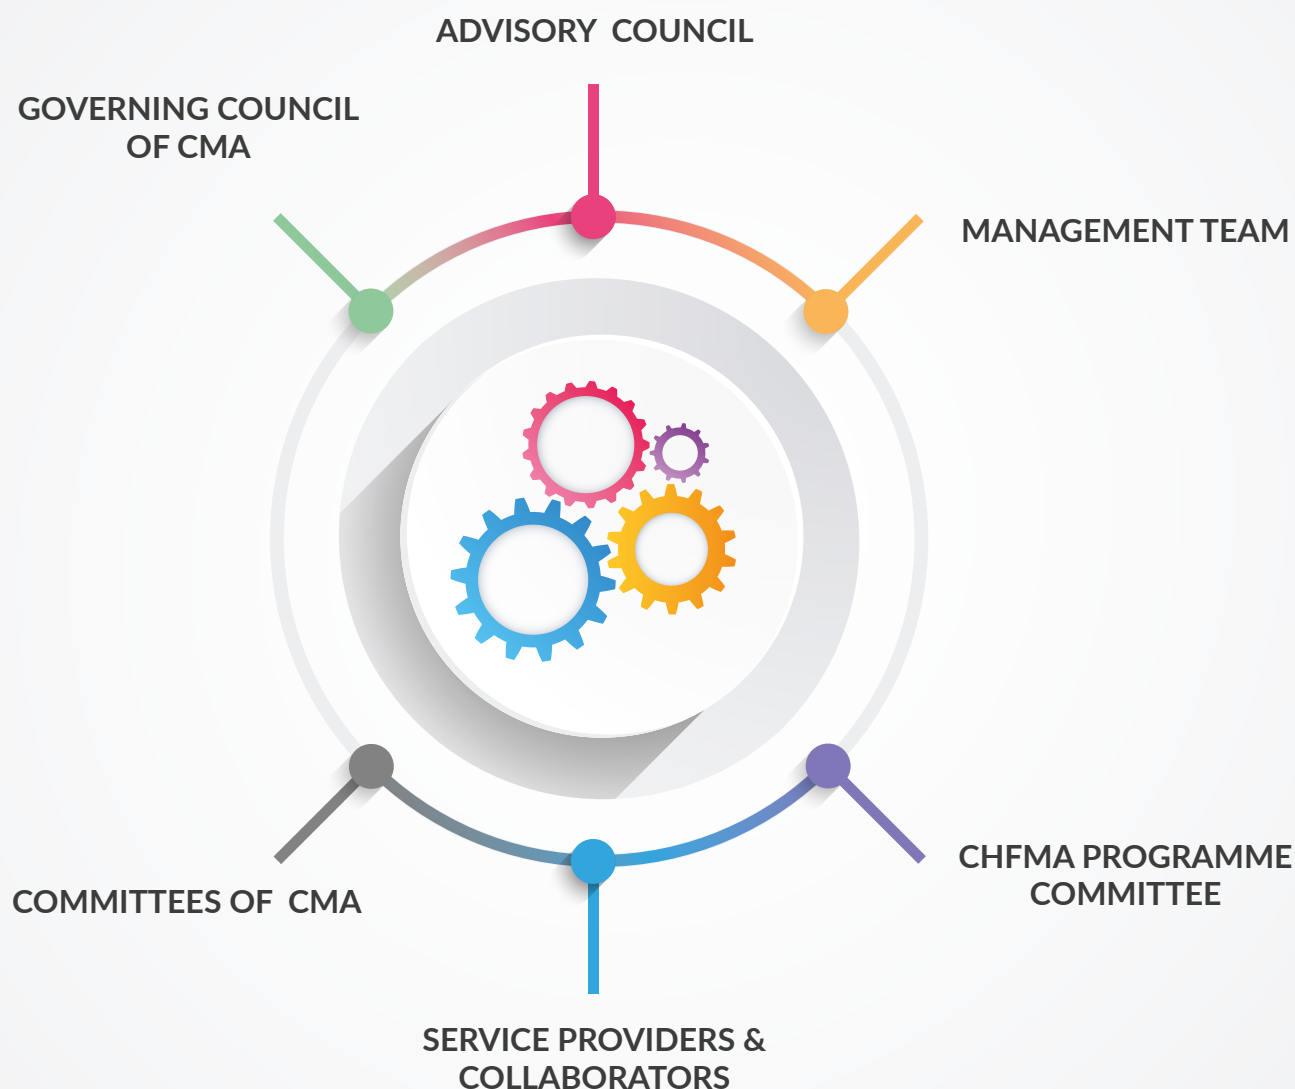 ADVISORY COUNCIL
GOVERNING COUNCIL
OF CMA
MANAGEMENT TEAM
CHFMA PROGRAMME
COMMITTEE
COMMITTEES OF CMA
SERVICE PROVIDERS &
COLLABORATORS